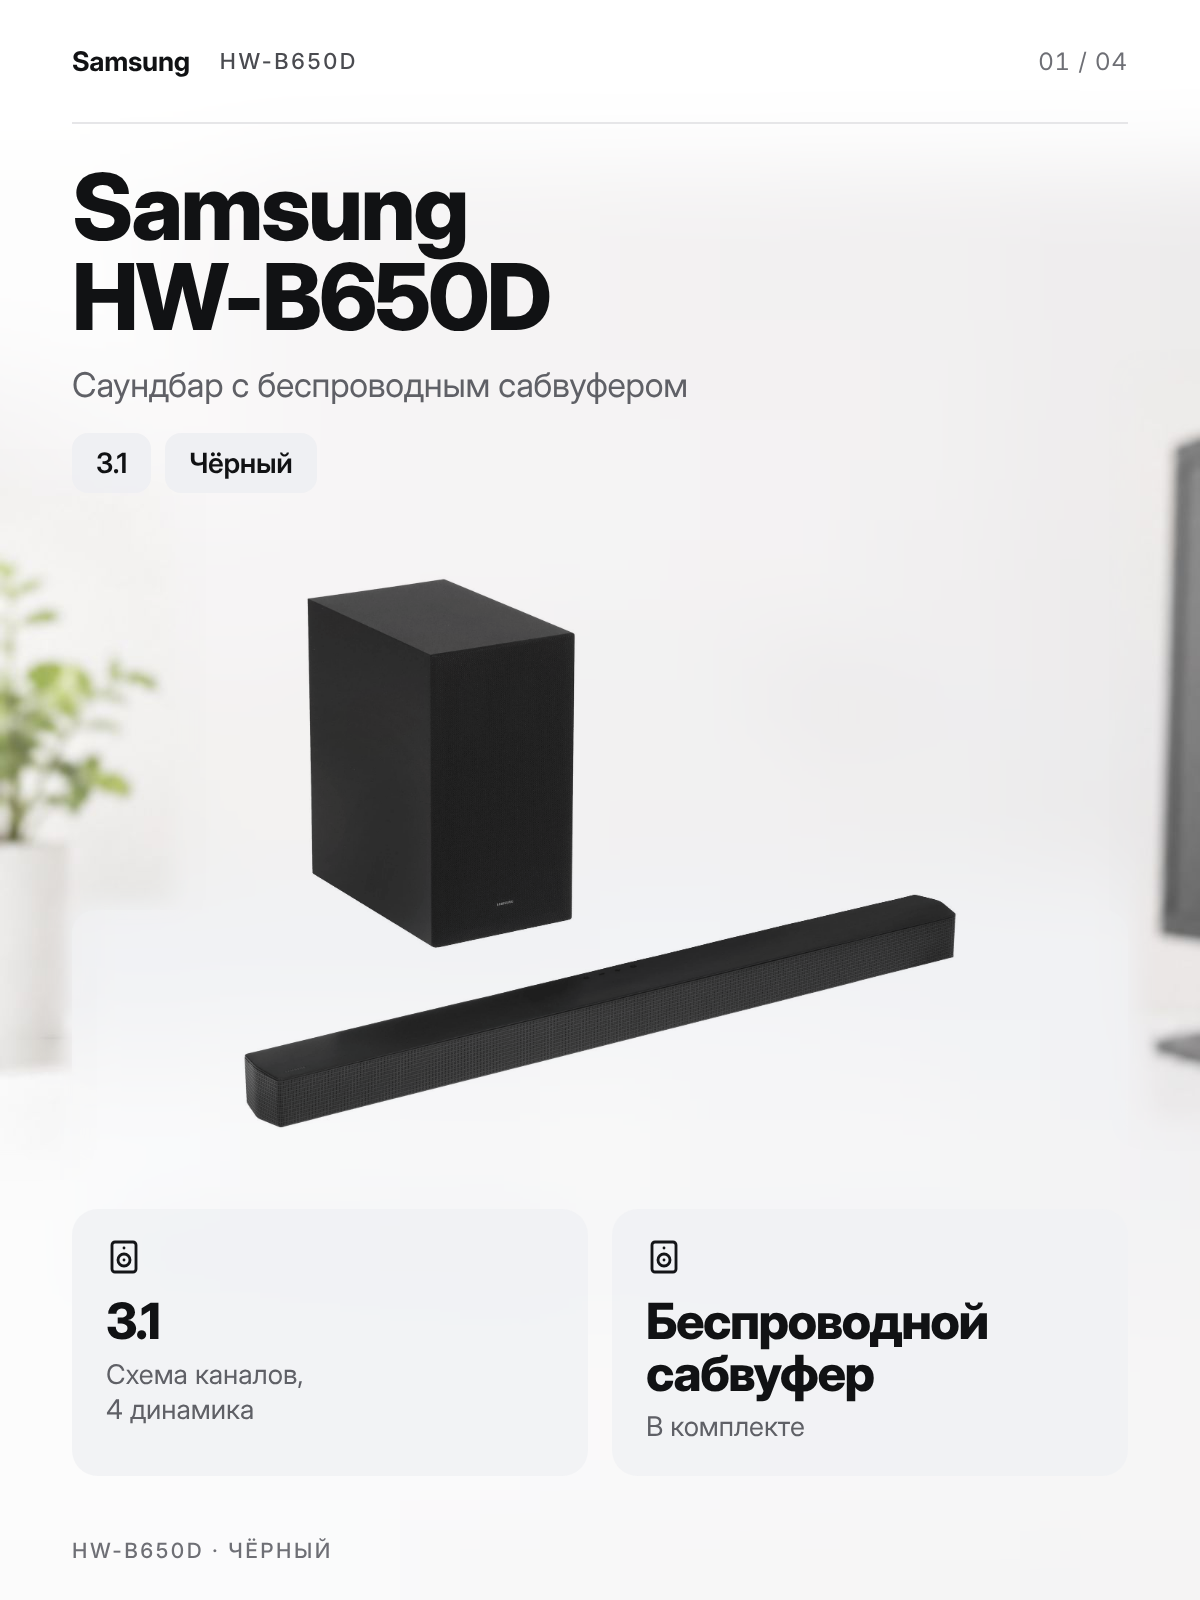 Samsung HW-B650D 01 / 04
Samsung
HW-B650D
Саундбар с беспроводным сабвуфером
3.1 Чёрный
SAMSUNG
3.1
Схема каналов,
4 динамика
Беспроводной
сабвуфер
В комплекте
HW-B650D · ЧЁРНЫЙ